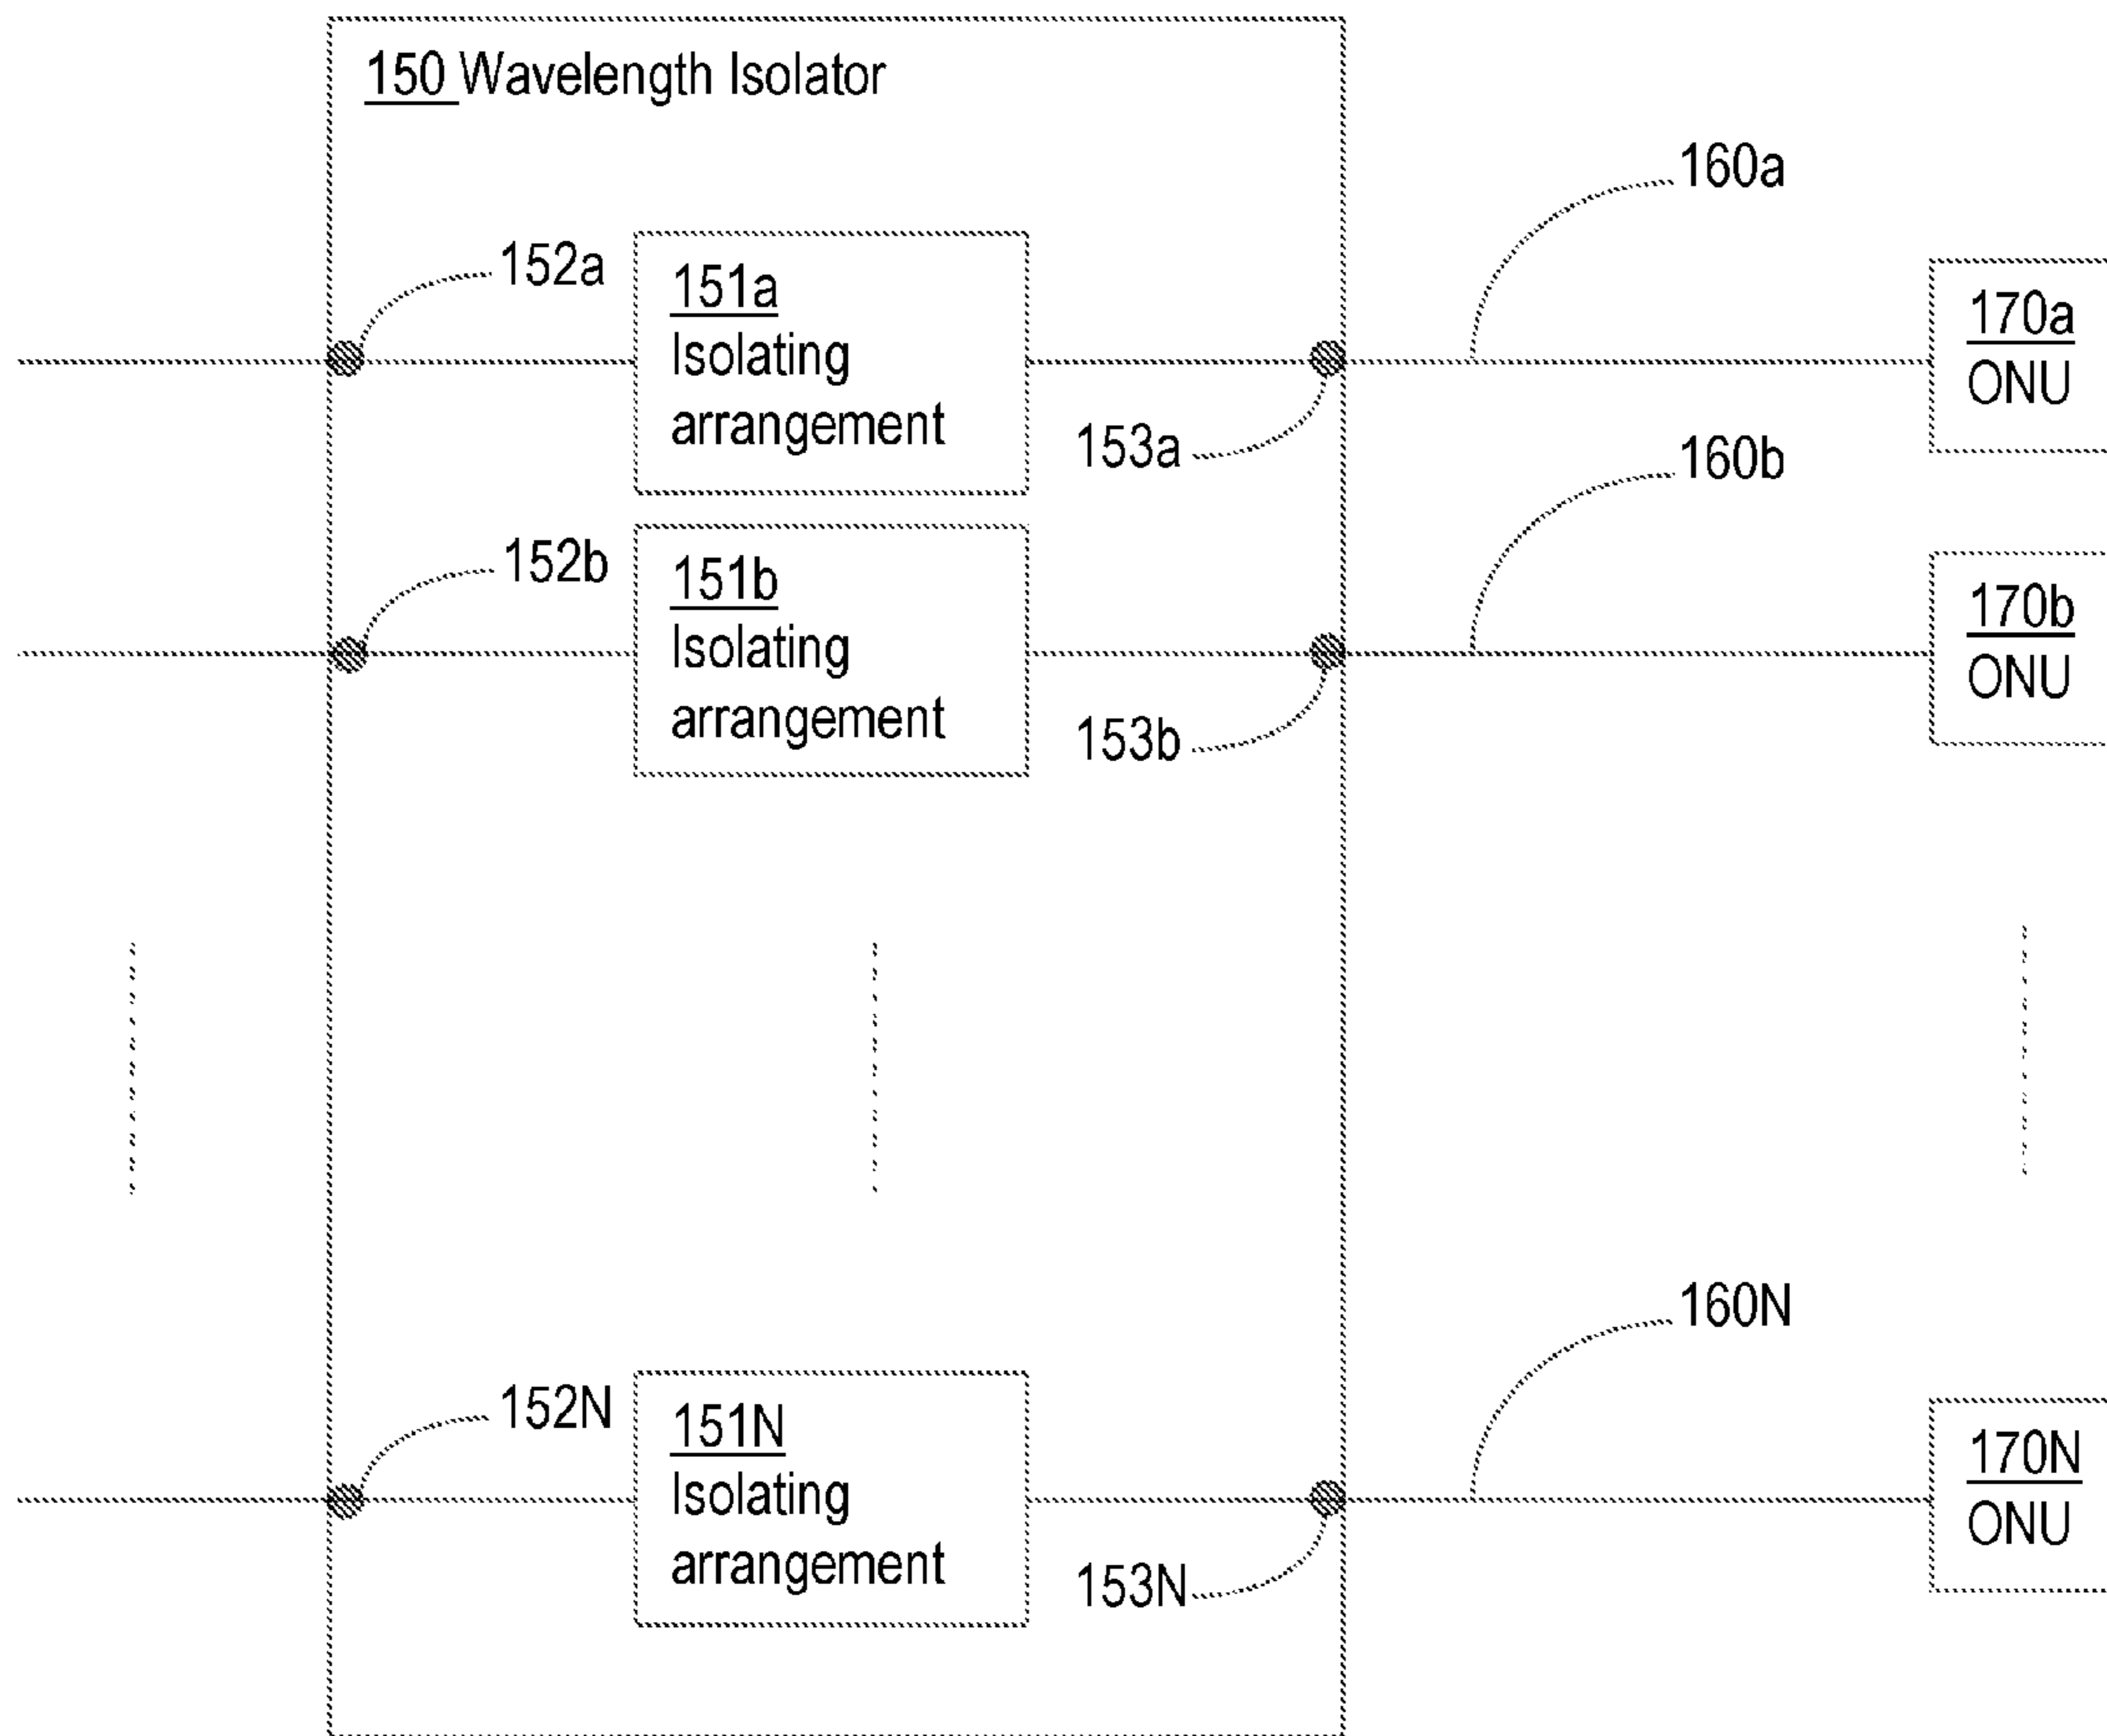 150 Wavelength Isolator
160a
152a
151a
Isolating
arrangement
170a
ONU
153a
160b
152b
151b
Isolating
arrangement
170b
ONU
153b
160N
152N
151N
Isolating
arrangement
170N
ONU
153N